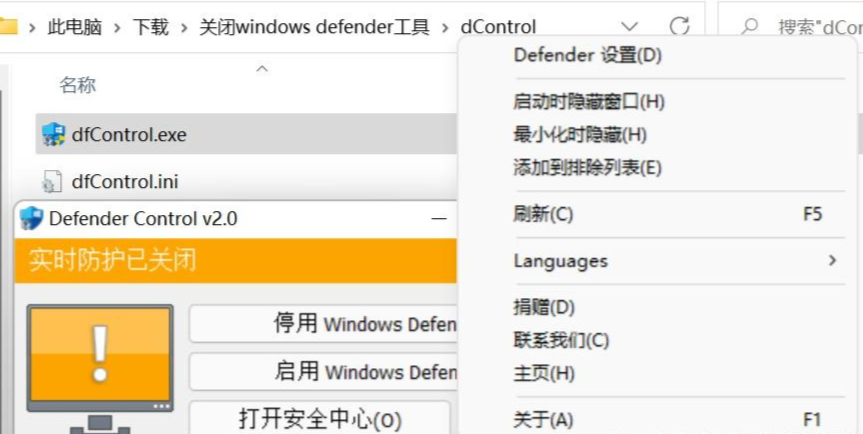 此电脑 › 下载 › 关闭windows defender工具 › dControl
搜索"dCor
名称
dfControl.exe
dfControl.ini
Defender Control v2.0
实时防护已关闭
停用 Windows Defen
启用 Windows Defen
打开安全中心(O)
Defender 设置(D)
启动时隐藏窗口(H)
最小化时隐藏(H)
添加到排除列表(E)
刷新(C) F5
Languages ›
捐赠(D)
联系我们(C)
主页(H)
关于(A) F1